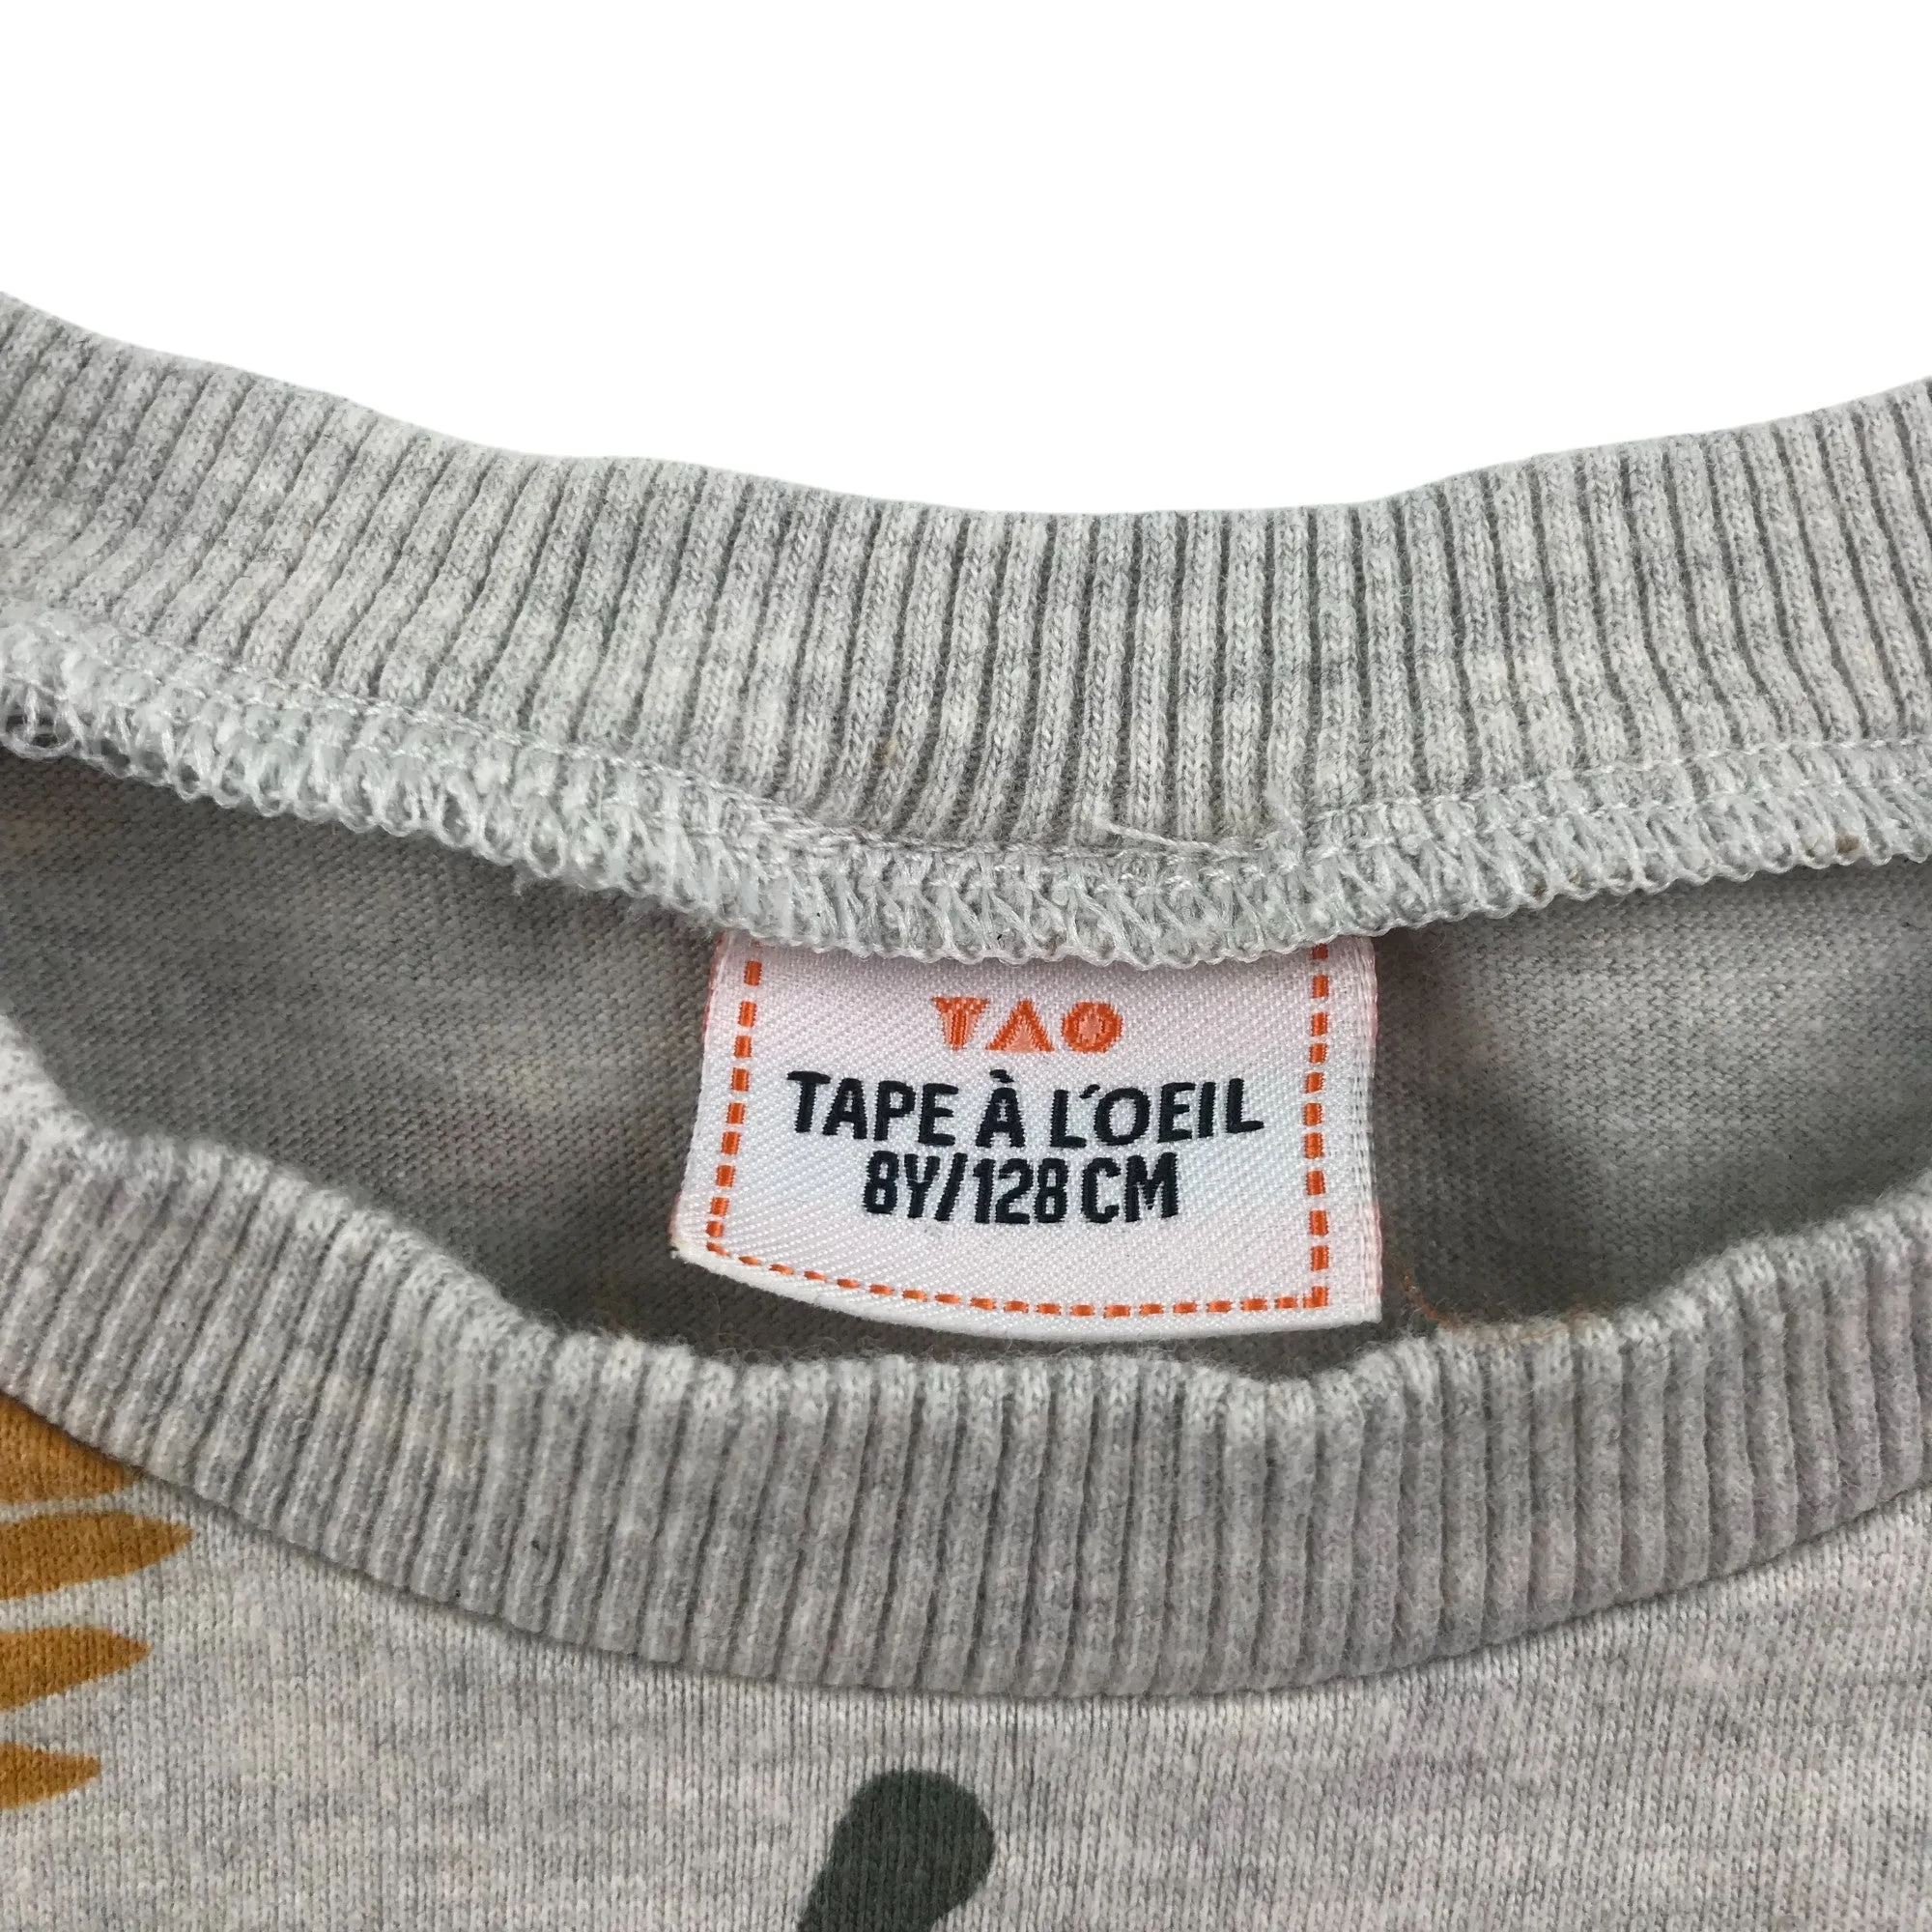 TAO
TAPE À L'OEIL
8Y/128 CM